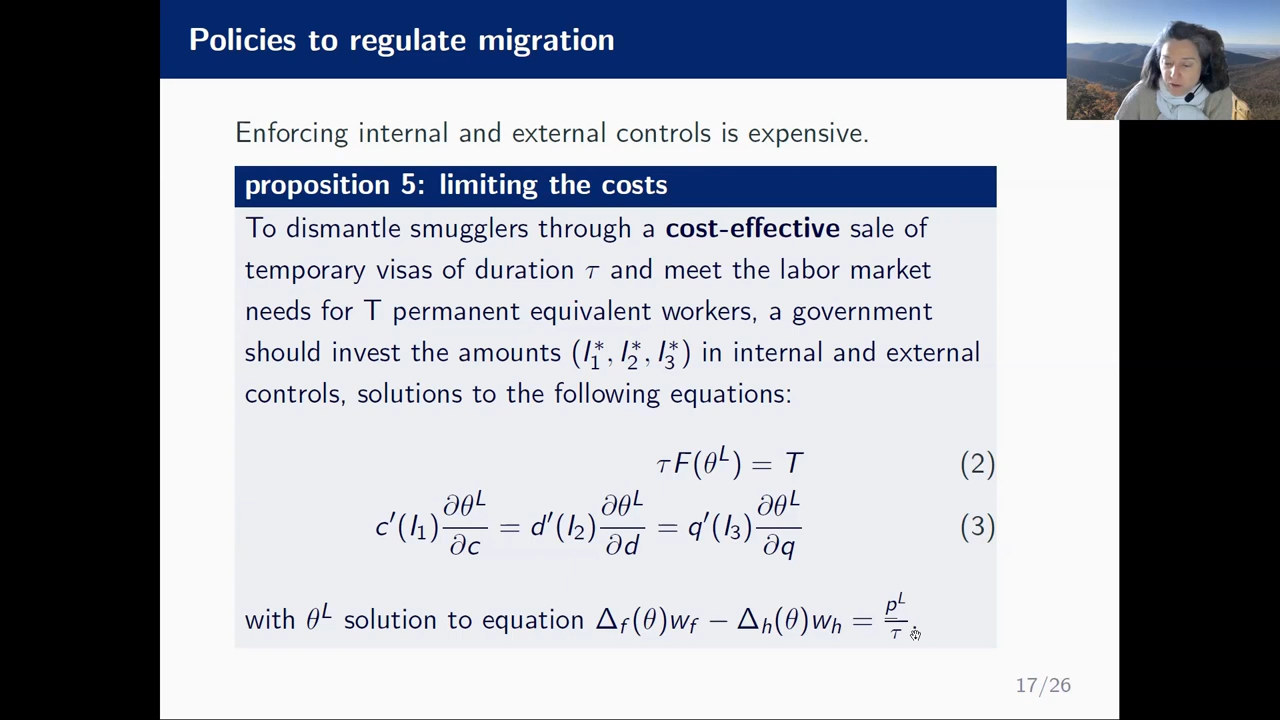 Policies to regulate migration
Enforcing internal and external controls is expensive.
proposition 5: limiting the costs
To dismantle smugglers through a cost-effective sale of
temporary visas of duration τ and meet the labor market
needs for T permanent equivalent workers, a government
should invest the amounts (I₁*, I₂*, I₃*) in internal and external
controls, solutions to the following equations:
τF(θᴸ) = T (2)
c′(I₁) ∂θᴸ/∂c = d′(I₂) ∂θᴸ/∂d = q′(I₃) ∂θᴸ/∂q (3)
with θᴸ solution to equation Δf(θ)wf − Δh(θ)wh = pᴸ/τ.
17/26